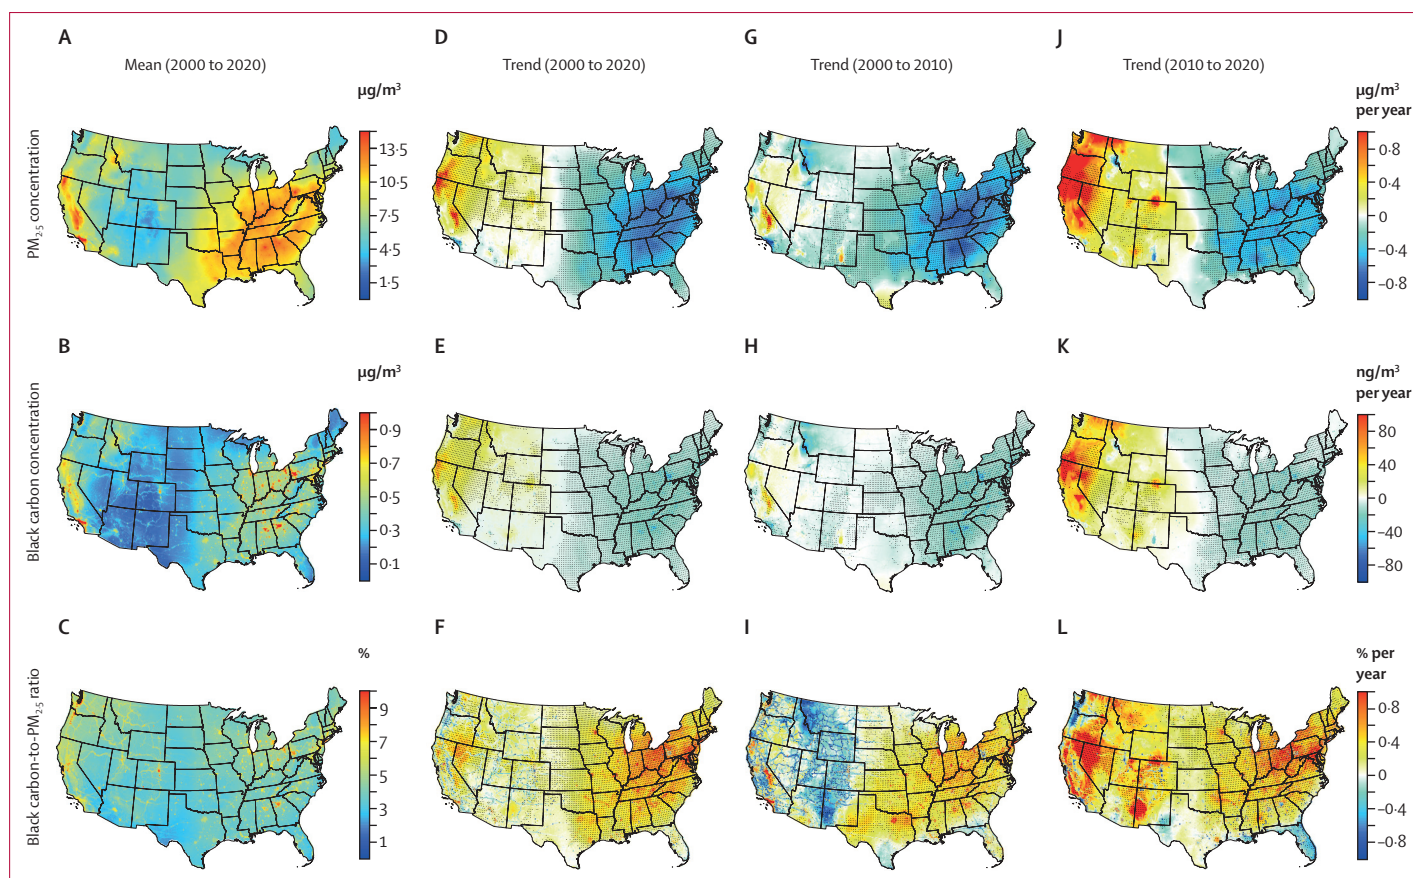 A
D
G
J
Mean (2000 to 2020)
Trend (2000 to 2020)
Trend (2000 to 2010)
Trend (2010 to 2020)
PM2·5 concentration
µg/m³
13·5
10·5
7·5
4·5
1·5
µg/m³
per year
0·8
0·4
0
−0·4
−0·8
B
E
H
K
Black carbon concentration
µg/m³
0·9
0·7
0·5
0·3
0·1
ng/m³
per year
80
40
0
−40
−80
C
F
I
L
Black carbon-to-PM2·5 ratio
%
9
7
5
3
1
% per
year
0·8
0·4
0
−0·4
−0·8